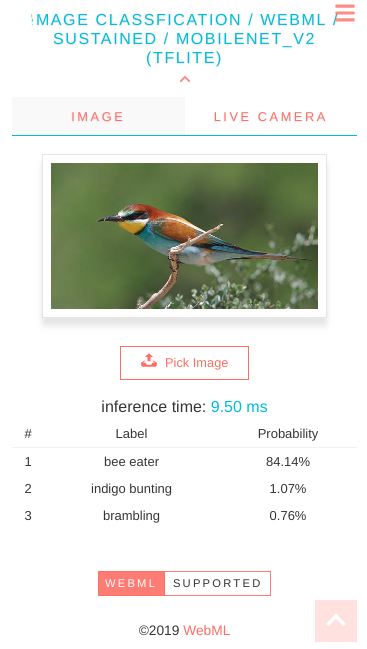 IMAGE CLASSFICATION / WEBML /
SUSTAINED / MOBILENET_V2
(TFLITE)
IMAGE LIVE CAMERA
Pick Image
inference time: 9.50 ms
# Label Probability
1 bee eater 84.14%
2 indigo bunting 1.07%
3 brambling 0.76%
WEBML SUPPORTED
©2019 WebML